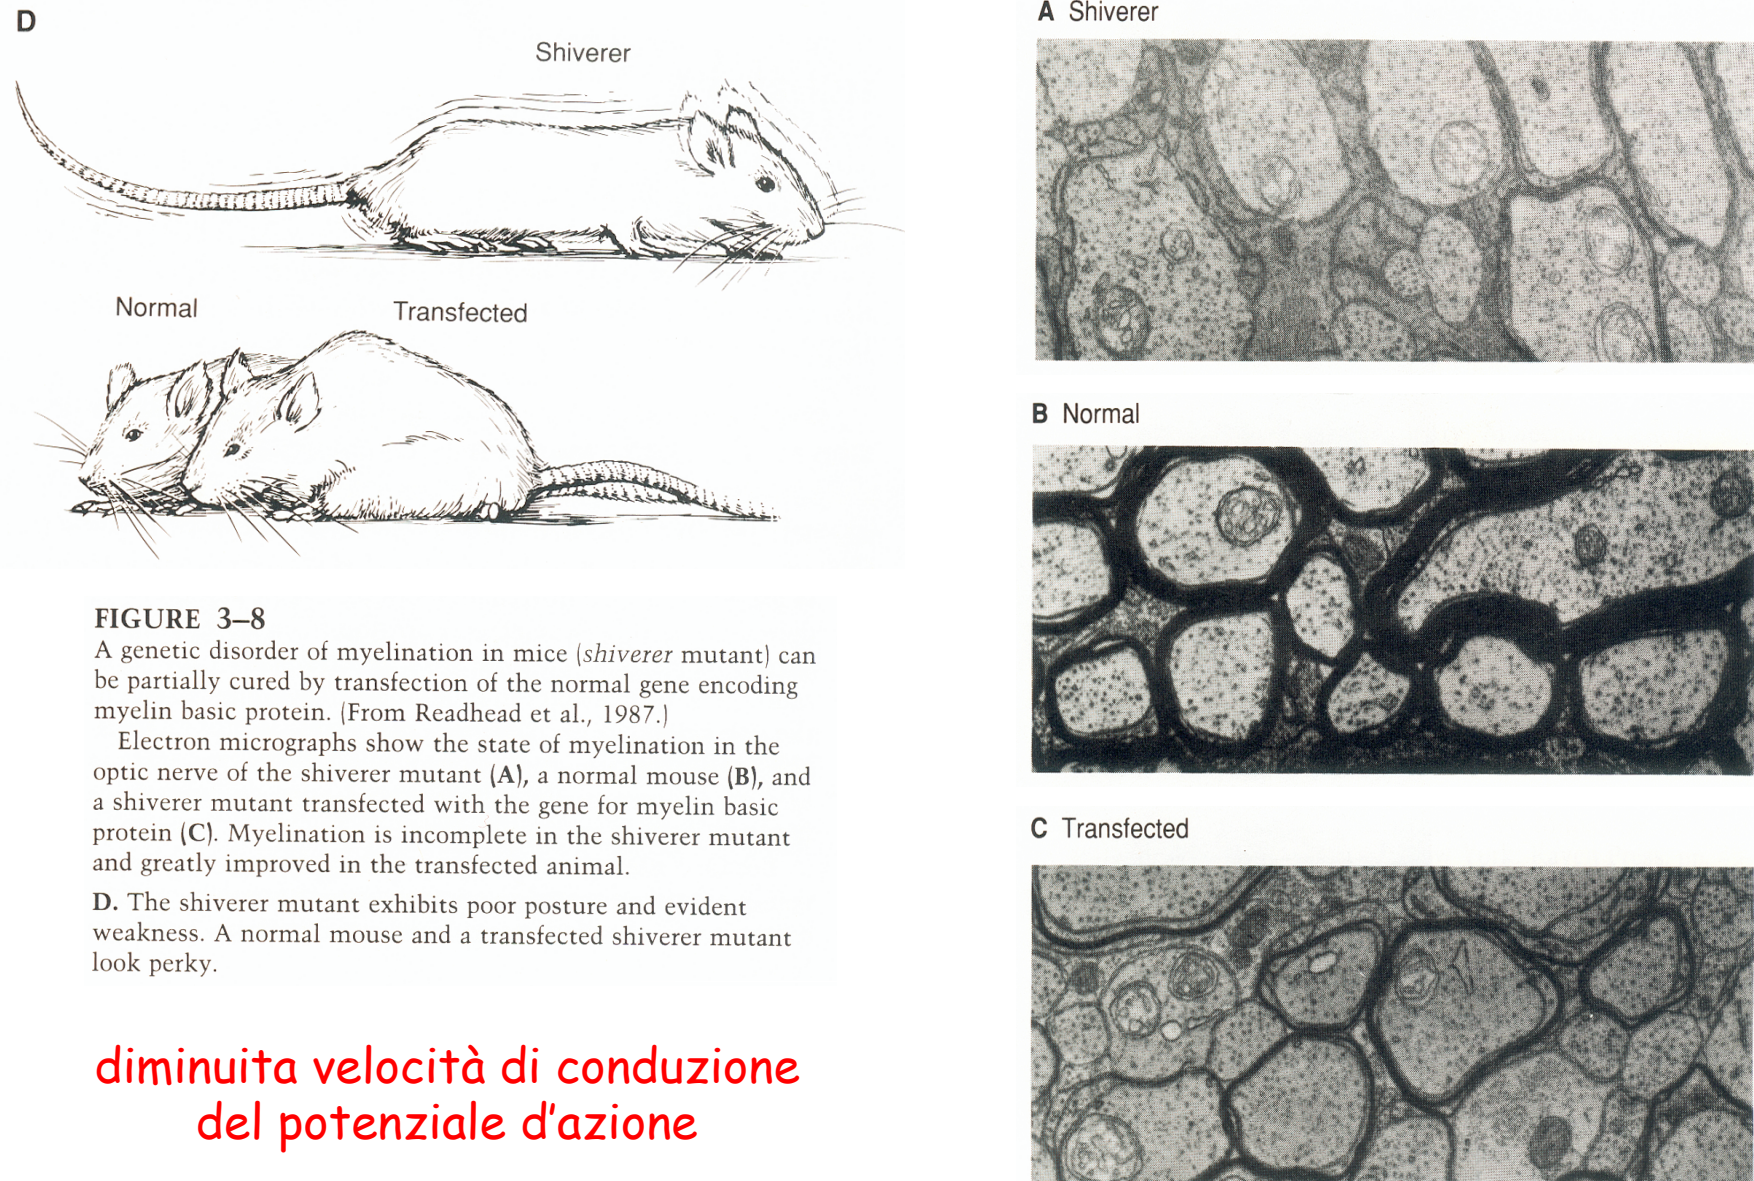 D
Shiverer
Normal
Transfected
FIGURE 3–8
A genetic disorder of myelination in mice (shiverer mutant) can
be partially cured by transfection of the normal gene encoding
myelin basic protein. (From Readhead et al., 1987.)
Electron micrographs show the state of myelination in the
optic nerve of the shiverer mutant (A), a normal mouse (B), and
a shiverer mutant transfected with the gene for myelin basic
protein (C). Myelination is incomplete in the shiverer mutant
and greatly improved in the transfected animal.
D. The shiverer mutant exhibits poor posture and evident
weakness. A normal mouse and a transfected shiverer mutant
look perky.
diminuita velocità di conduzione
del potenziale d'azione
A Shiverer
B Normal
C Transfected